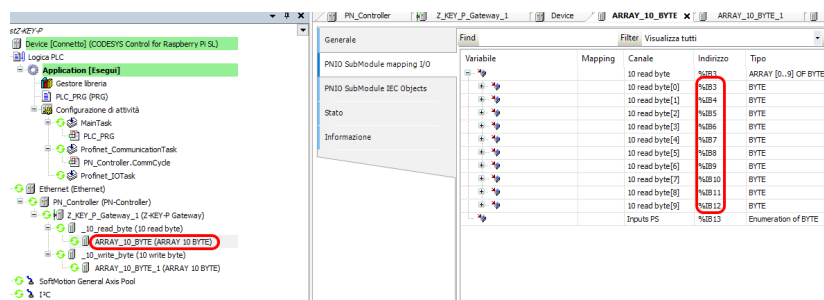 stZ-KEY-P
Device [Connetto] (CODESYS Control for Raspberry Pi SL)
Logica PLC
Application [Esegui]
Gestore libreria
PLC_PRG (PRG)
Configurazione di attività
MainTask
PLC_PRG
Profinet_CommunicationTask
PN_Controller.CommCycle
Profinet_IOTask
Ethernet (Ethernet)
PN_Controller (PN-Controller)
Z_KEY_P_Gateway_1 (Z-KEY-P Gateway)
_10_read_byte (10 read byte)
ARRAY_10_BYTE (ARRAY 10 BYTE)
_10_write_byte (10 write byte)
ARRAY_10_BYTE_1 (ARRAY 10 BYTE)
SoftMotion General Axis Pool
I²C
PN_Controller Z_KEY_P_Gateway_1 Device ARRAY_10_BYTE ARRAY_10_BYTE_1
Generale
PNIO SubModule mapping I/O
PNIO SubModule IEC Objects
Stato
Informazione
Find Filter Visualizza tutti
Variabile Mapping Canale Indirizzo Tipo
10 read byte %IB3 ARRAY [0..9] OF BYTE
10 read byte[0] %IB3 BYTE
10 read byte[1] %IB4 BYTE
10 read byte[2] %IB5 BYTE
10 read byte[3] %IB6 BYTE
10 read byte[4] %IB7 BYTE
10 read byte[5] %IB8 BYTE
10 read byte[6] %IB9 BYTE
10 read byte[7] %IB10 BYTE
10 read byte[8] %IB11 BYTE
10 read byte[9] %IB12 BYTE
Inputs PS %IB13 Enumeration of BYTE